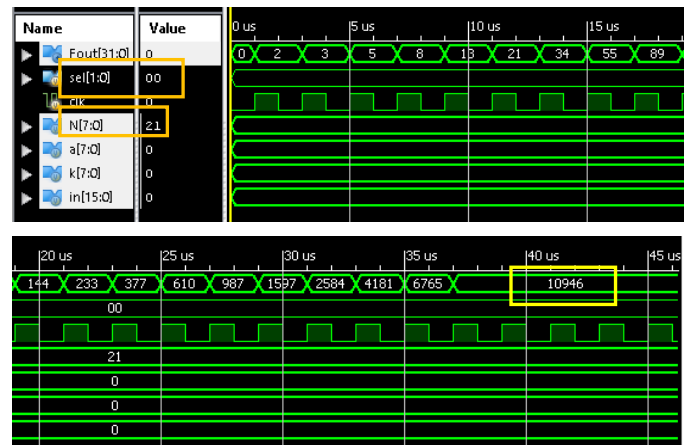 Name Value 0 us 5 us 10 us 15 us
Fout[31:0] 0 0 2 3 5 8 13 21 34 55 89
sel[1:0] 00
clk 0
N[7:0] 21
a[7:0] 0
k[7:0] 0
in[15:0] 0
20 us 25 us 30 us 35 us 40 us 45 us
144 233 377 610 987 1597 2584 4181 6765 10946
00
21
0
0
0